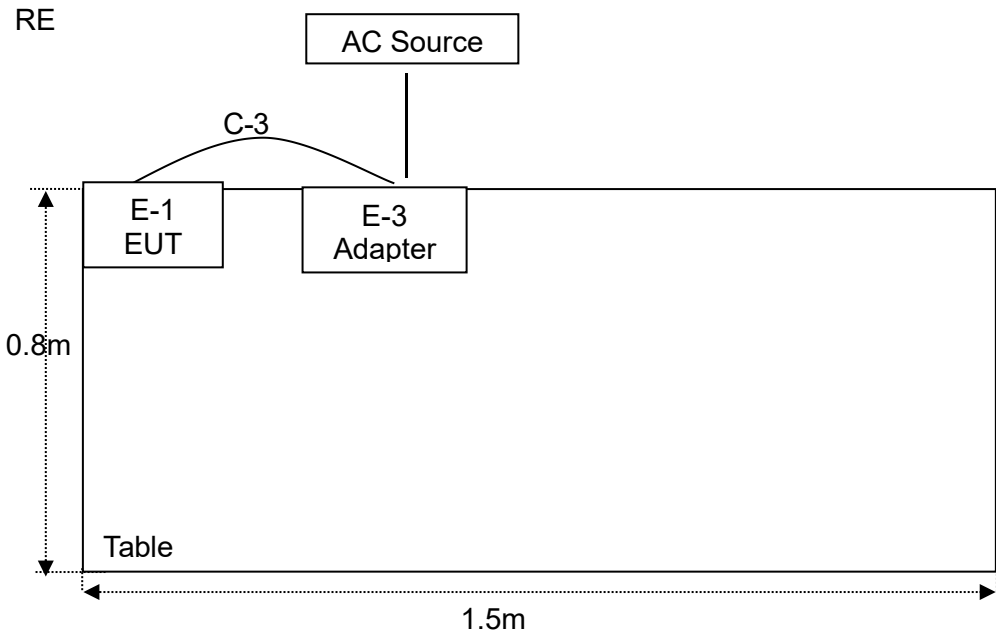 RE
AC Source
C-3
E-1
EUT
E-3
Adapter
0.8m
Table
1.5m